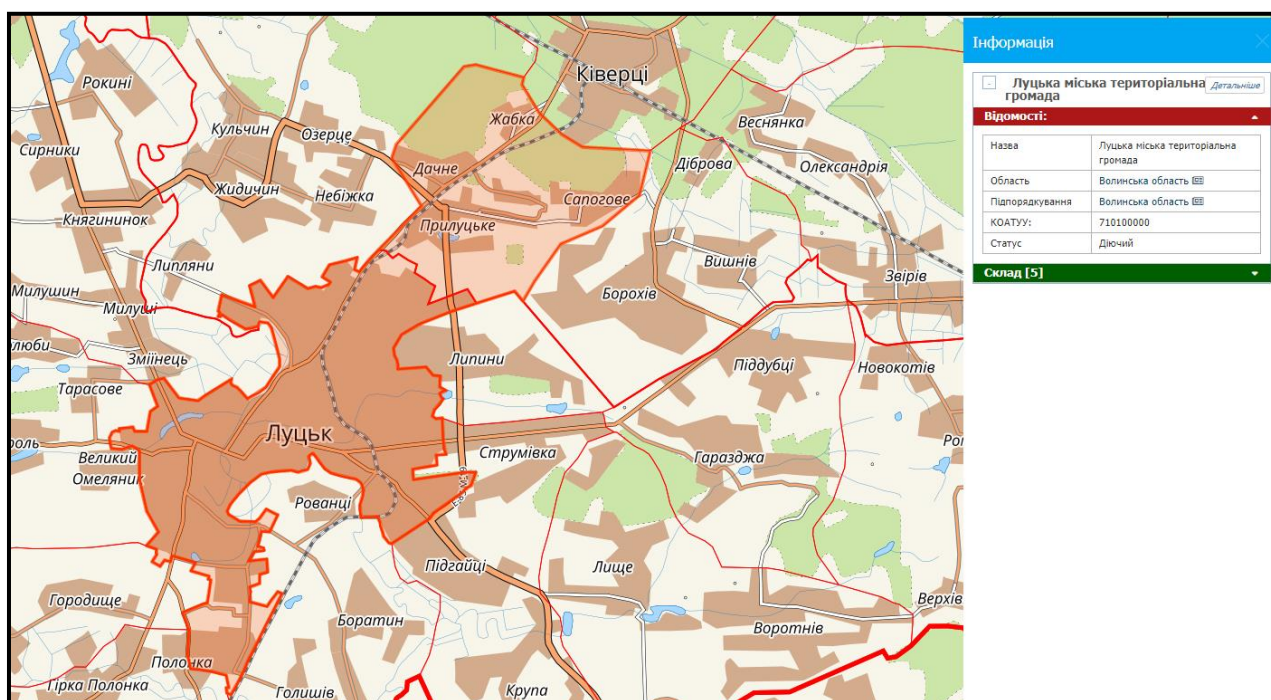 Рокині
Ківерці
Кульчин
Озерце
Жабка
Веснянка
Сирники
Дачне
Діброва
Олександрія
Жидичин
Небіжка
Сапогове
Княгининок
Прилуцьке
Липляни
Вишнів
Звірів
Милушин
Борохів
Милуші
Зміїнець
Липини
Піддубці
Новокотів
Тарасове
Луцьк
Великий
Омеляник
Струмівка
Гаразджа
Рованці
Підгайці
Лище
Городище
Боратин
Воротнів
Полонка
Гірка Полонка
Голишів
Крупа
Інформація
Луцька міська територіальна Детальніше
громада
Відомості:
Назва Луцька міська територіальна
громада
Область Волинська область
Підпорядкування Волинська область
КОАТУУ: 710100000
Статус Діючий
Склад [5]